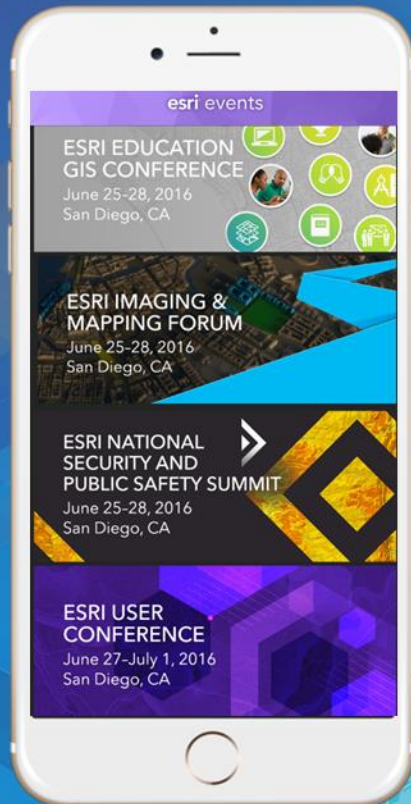 esri events
ESRI EDUCATION
GIS CONFERENCE
June 25-28, 2016
San Diego, CA
ESRI IMAGING &
MAPPING FORUM
June 25-28, 2016
San Diego, CA
ESRI NATIONAL
SECURITY AND
PUBLIC SAFETY SUMMIT
June 25-28, 2016
San Diego, CA
ESRI USER
CONFERENCE
June 27–July 1, 2016
San Diego, CA